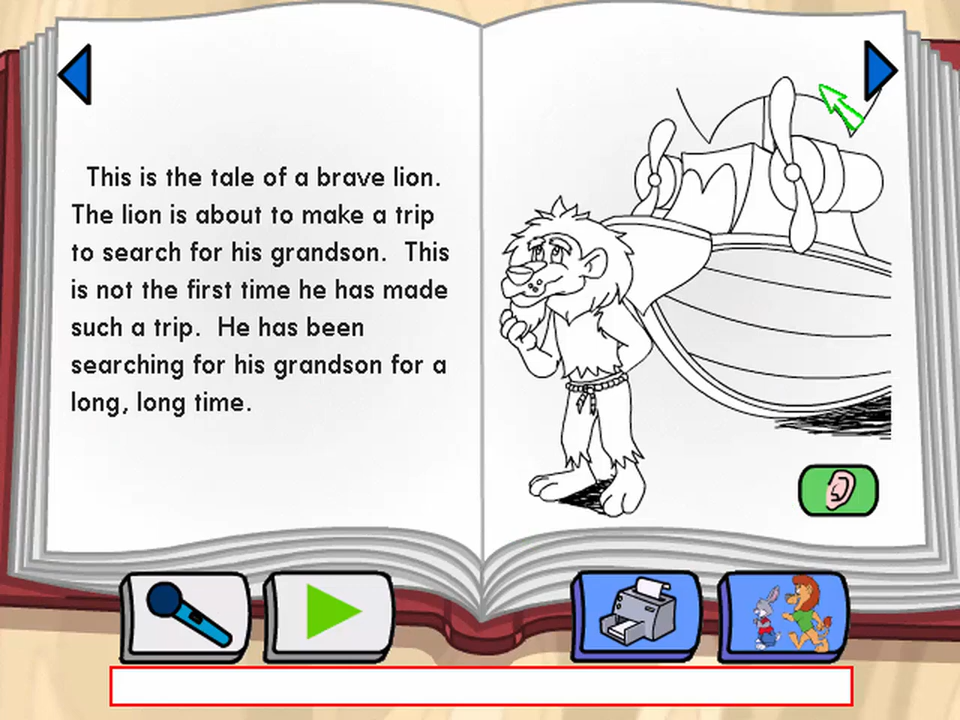 This is the tale of a brave lion.
The lion is about to make a trip
to search for his grandson.  This
is not the first time he has made
such a trip.  He has been
searching for his grandson for a
long, long time.